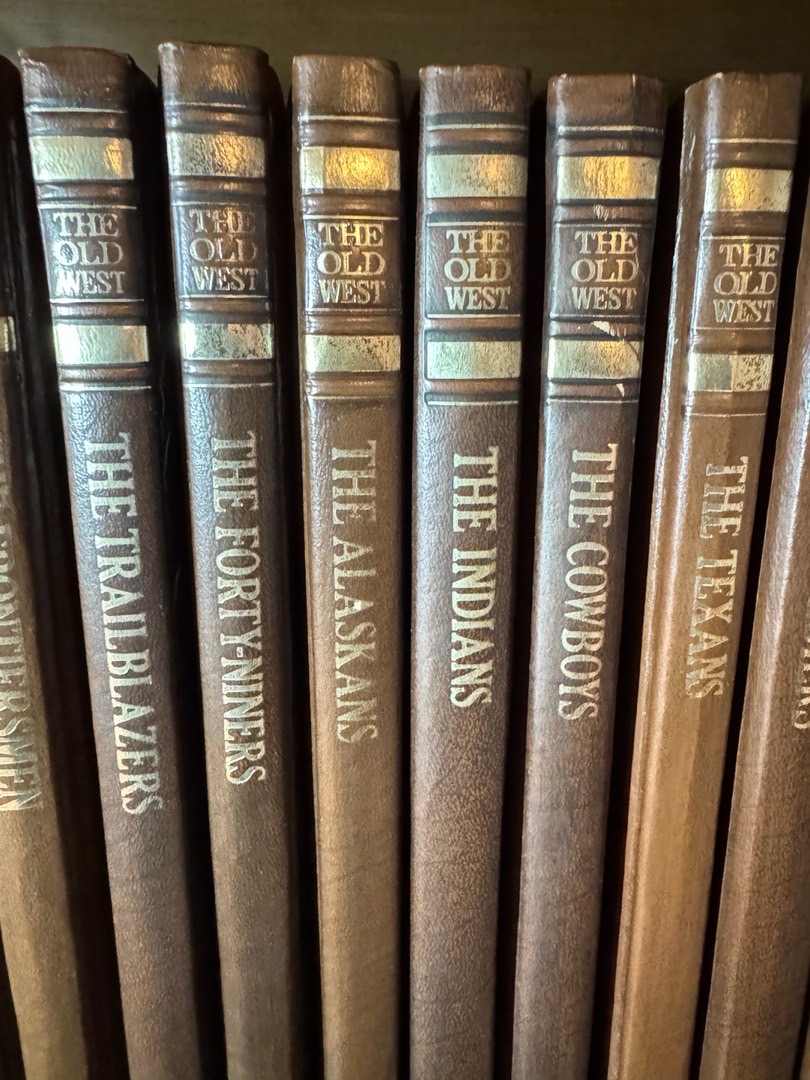 FRONTIERSMEN
THE
OLD
WEST
THE TRAILBLAZERS
THE
OLD
WEST
THE FORTY-NINERS
THE
OLD
WEST
THE ALASKANS
THE
OLD
WEST
THE INDIANS
THE
OLD
WEST
THE COWBOYS
THE
OLD
WEST
THE TEXANS